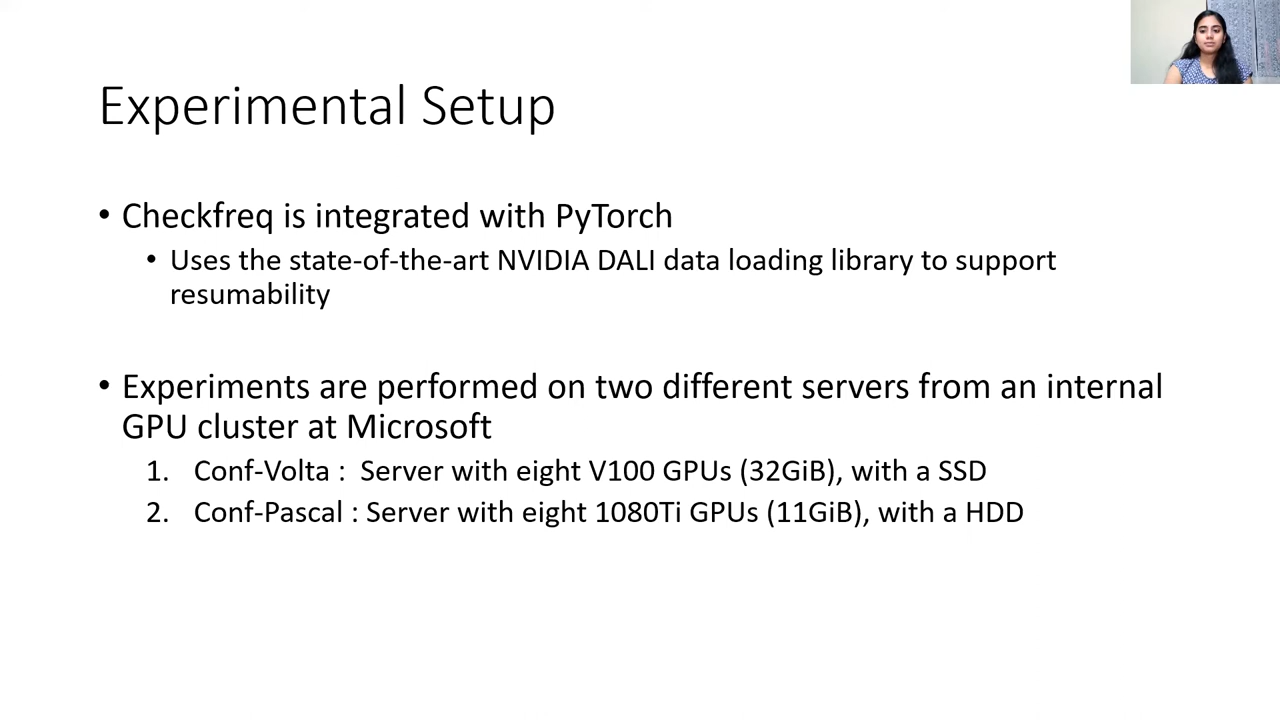 Experimental Setup
• Checkfreq is integrated with PyTorch
• Uses the state-of-the-art NVIDIA DALI data loading library to support
resumability
• Experiments are performed on two different servers from an internal
GPU cluster at Microsoft
1. Conf-Volta : Server with eight V100 GPUs (32GiB), with a SSD
2. Conf-Pascal : Server with eight 1080Ti GPUs (11GiB), with a HDD